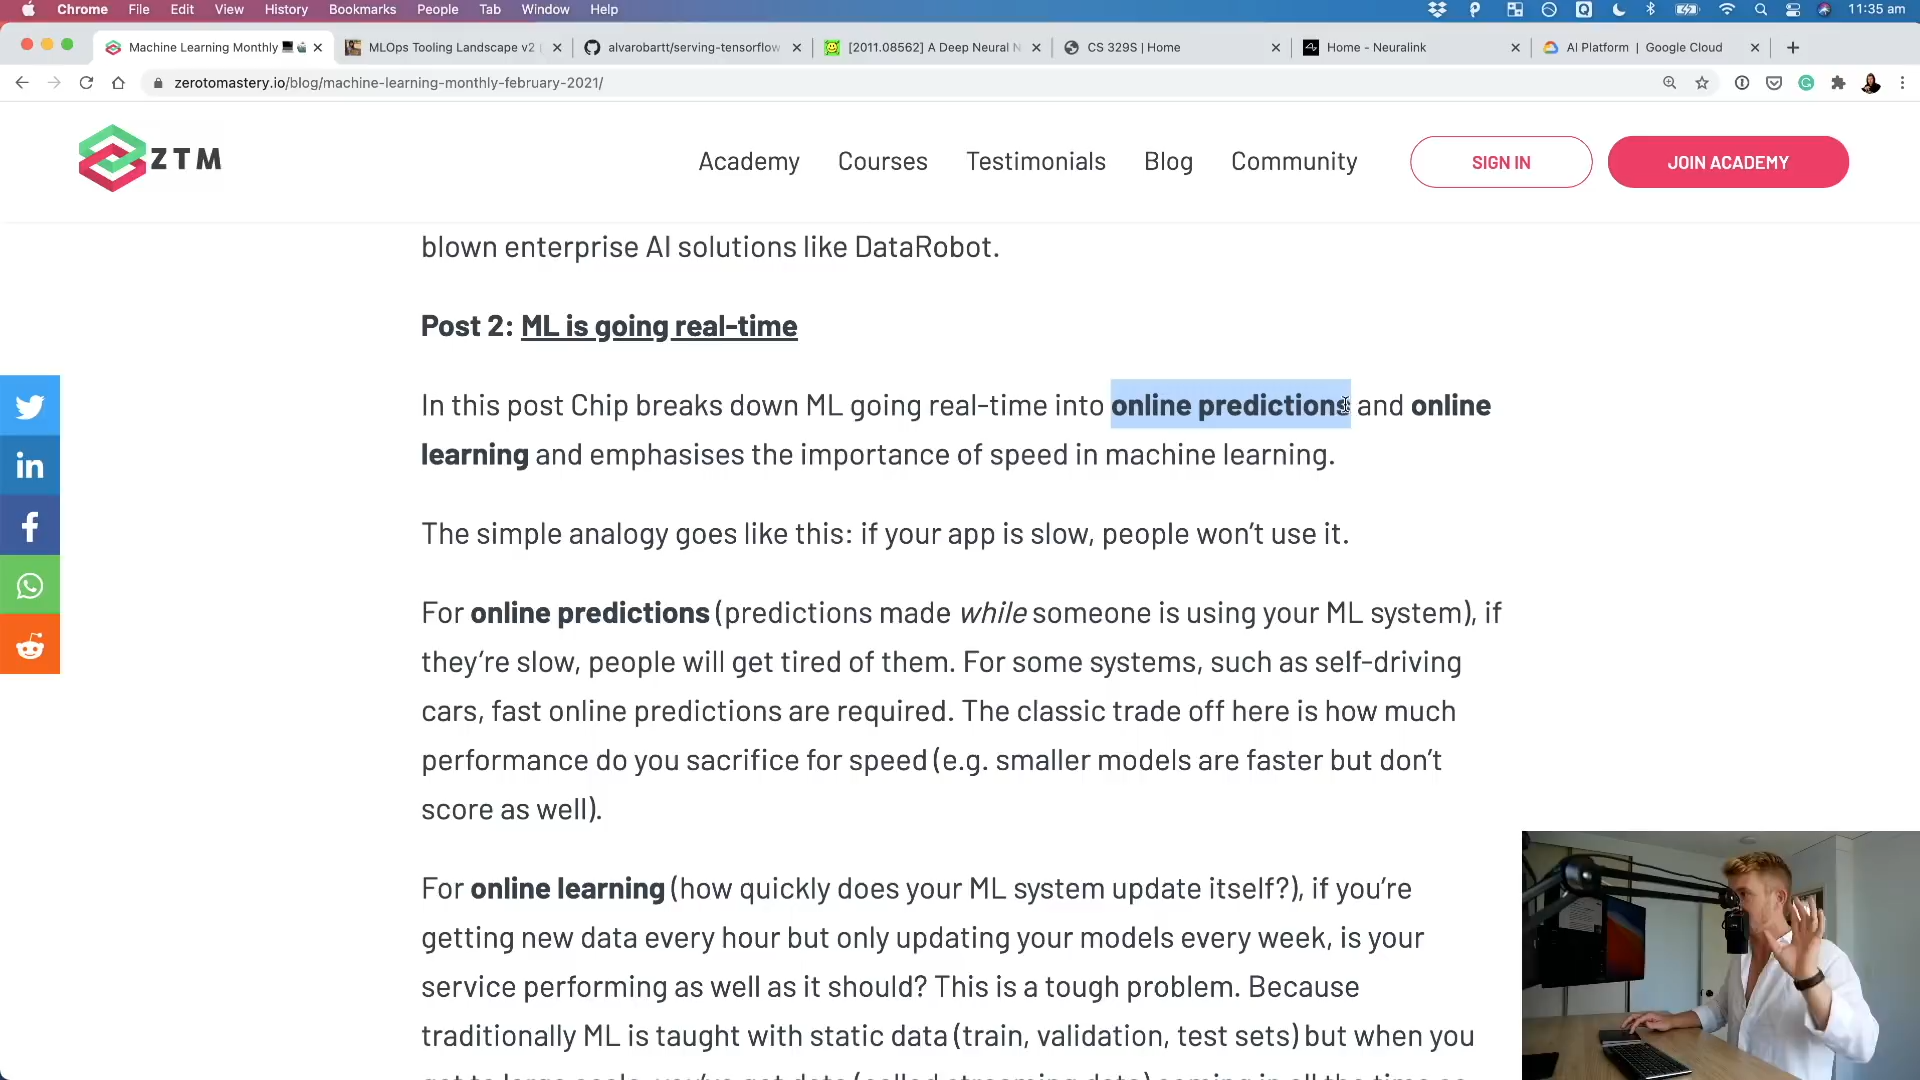 Chrome File Edit View History Bookmarks People Tab Window Help 11:35 am
Machine Learning Monthly MLOps Tooling Landscape v2 alvarobartt/serving-tensorflow [2011.08562] A Deep Neural N CS 329S | Home Home - Neuralink AI Platform | Google Cloud
zerotomastery.io/blog/machine-learning-monthly-february-2021/
ZTM Academy Courses Testimonials Blog Community SIGN IN JOIN ACADEMY
blown enterprise AI solutions like DataRobot.
Post 2: ML is going real-time
In this post Chip breaks down ML going real-time into online predictions and online
learning and emphasises the importance of speed in machine learning.
The simple analogy goes like this: if your app is slow, people won't use it.
For online predictions (predictions made while someone is using your ML system), if
they're slow, people will get tired of them. For some systems, such as self-driving
cars, fast online predictions are required. The classic trade off here is how much
performance do you sacrifice for speed (e.g. smaller models are faster but don't
score as well).
For online learning (how quickly does your ML system update itself?), if you're
getting new data every hour but only updating your models every week, is your
service performing as well as it should? This is a tough problem. Because
traditionally ML is taught with static data (train, validation, test sets) but when you